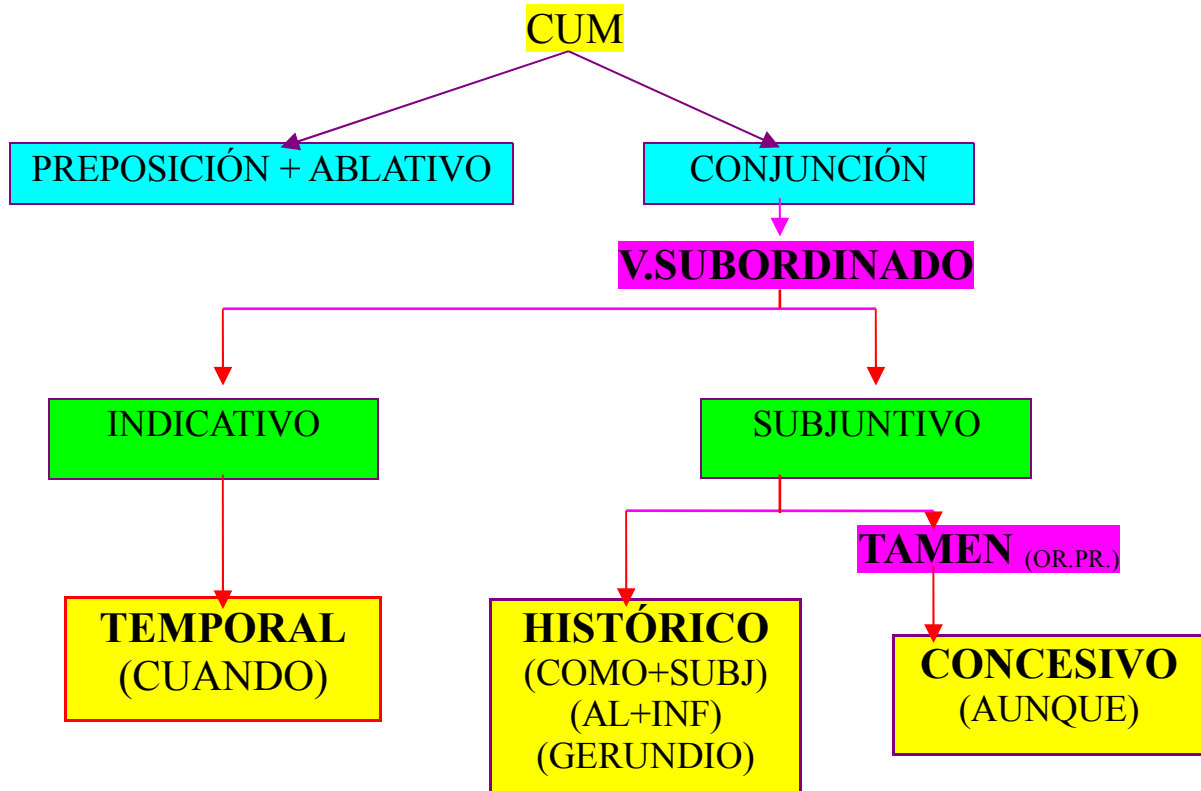 CUM
PREPOSICIÓN + ABLATIVO
CONJUNCIÓN
V.SUBORDINADO
INDICATIVO
SUBJUNTIVO
TAMEN (OR.PR.)
TEMPORAL
(CUANDO)
HISTÓRICO
(COMO+SUBJ)
(AL+INF)
(GERUNDIO)
CONCESIVO
(AUNQUE)